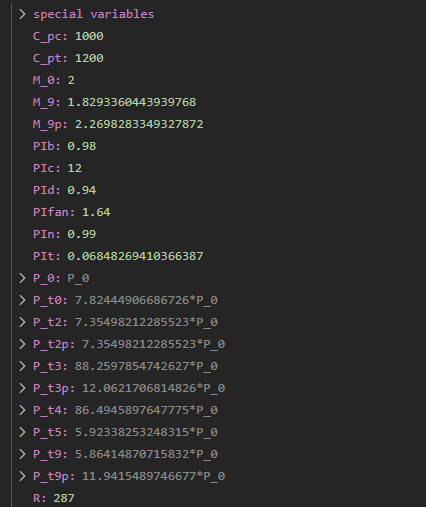 special variables
C_pc: 1000
C_pt: 1200
M_0: 2
M_9: 1.8293360443939768
M_9p: 2.2698283349327872
PIb: 0.98
PIc: 12
PId: 0.94
PIfan: 1.64
PIn: 0.99
PIt: 0.06848269410366387
P_0: P_0
P_t0: 7.82444906686726*P_0
P_t2: 7.35498212285523*P_0
P_t2p: 7.35498212285523*P_0
P_t3: 88.2597854742627*P_0
P_t3p: 12.0621706814826*P_0
P_t4: 86.4945897647775*P_0
P_t5: 5.92338253248315*P_0
P_t9: 5.86414870715832*P_0
P_t9p: 11.9415489746677*P_0
R: 287